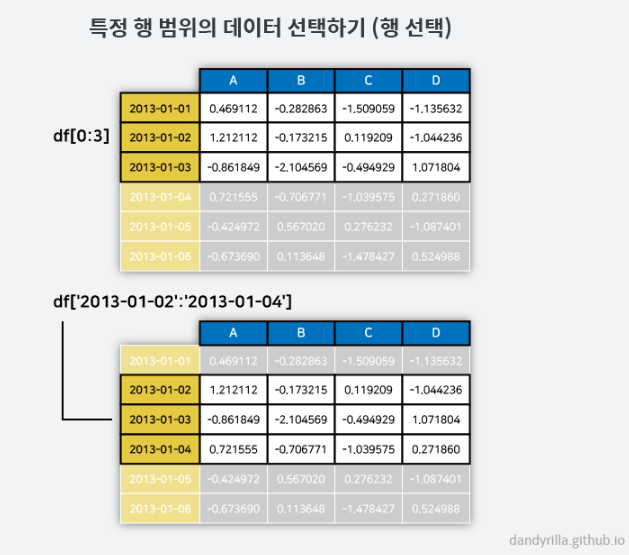 특정 행 범위의 데이터 선택하기 (행 선택)
A B C D
df[0:3]
2013-01-01 0.469112 -0.282863 -1.509059 -1.135632
2013-01-02 1.212112 -0.173215 0.119209 -1.044236
2013-01-03 -0.861849 -2.104569 -0.494929 1.071804
2013-01-04 0.721555 -0.706771 -1.039575 0.271860
2013-01-05 -0.424972 0.567020 0.276232 -1.087401
2013-01-06 -0.673690 0.113648 -1.478427 0.524988
df['2013-01-02':'2013-01-04']
A B C D
2013-01-01 0.469112 -0.282863 -1.509059 -1.135632
2013-01-02 1.212112 -0.173215 0.119209 -1.044236
2013-01-03 -0.861849 -2.104569 -0.494929 1.071804
2013-01-04 0.721555 -0.706771 -1.039575 0.271860
2013-01-05 -0.424972 0.567020 0.276232 -1.087401
2013-01-06 -0.673690 0.113648 -1.478427 0.524988
dandyrilla.github.io